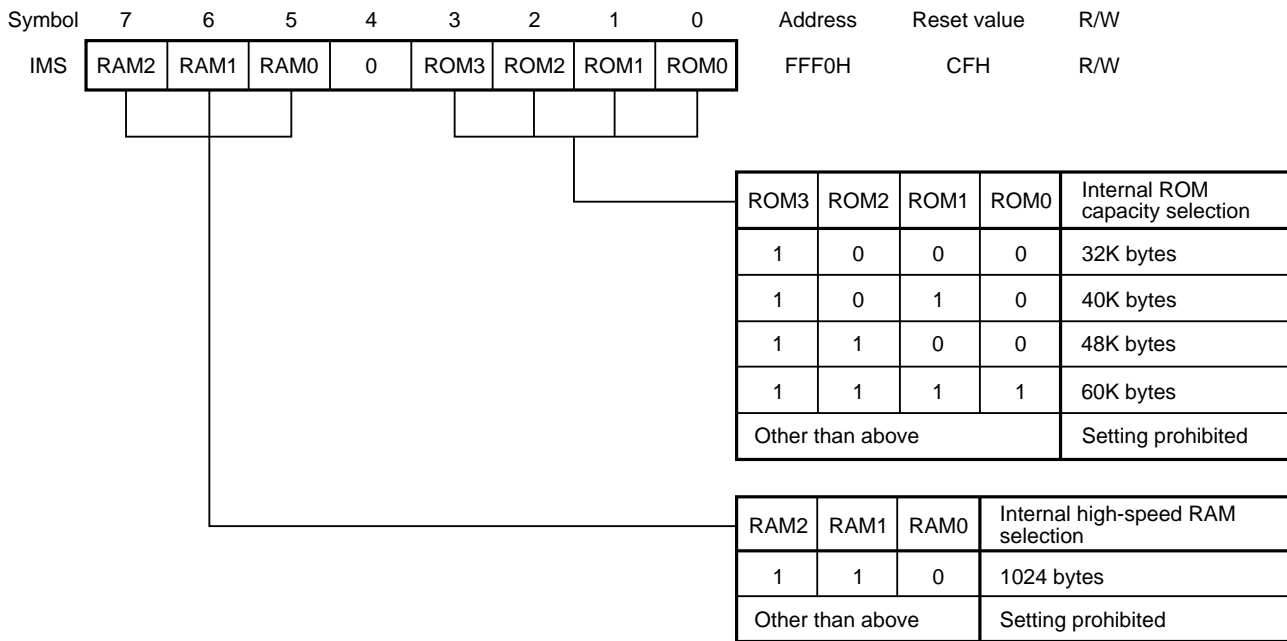 Symbol 7 6 5 4 3 2 1 0 Address Reset value R/W
IMS RAM2 RAM1 RAM0 0 ROM3 ROM2 ROM1 ROM0 FFF0H CFH R/W
ROM3 ROM2 ROM1 ROM0 Internal ROM
capacity selection
1 0 0 0 32K bytes
1 0 1 0 40K bytes
1 1 0 0 48K bytes
1 1 1 1 60K bytes
Other than above Setting prohibited
RAM2 RAM1 RAM0 Internal high-speed RAM
selection
1 1 0 1024 bytes
Other than above Setting prohibited